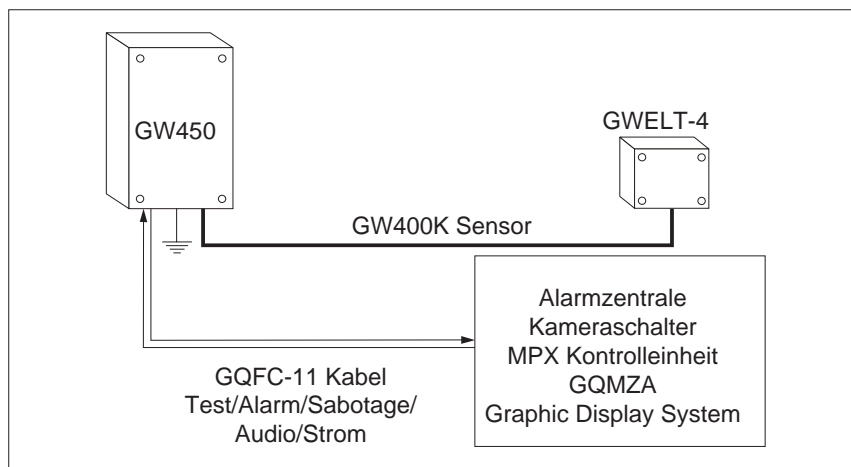 GW450
GWELT-4
GW400K Sensor
Alarmzentrale
Kameraschalter
MPX Kontrolleinheit
GQMZA
Graphic Display System
GQFC-11 Kabel
Test/Alarm/Sabotage/
Audio/Strom